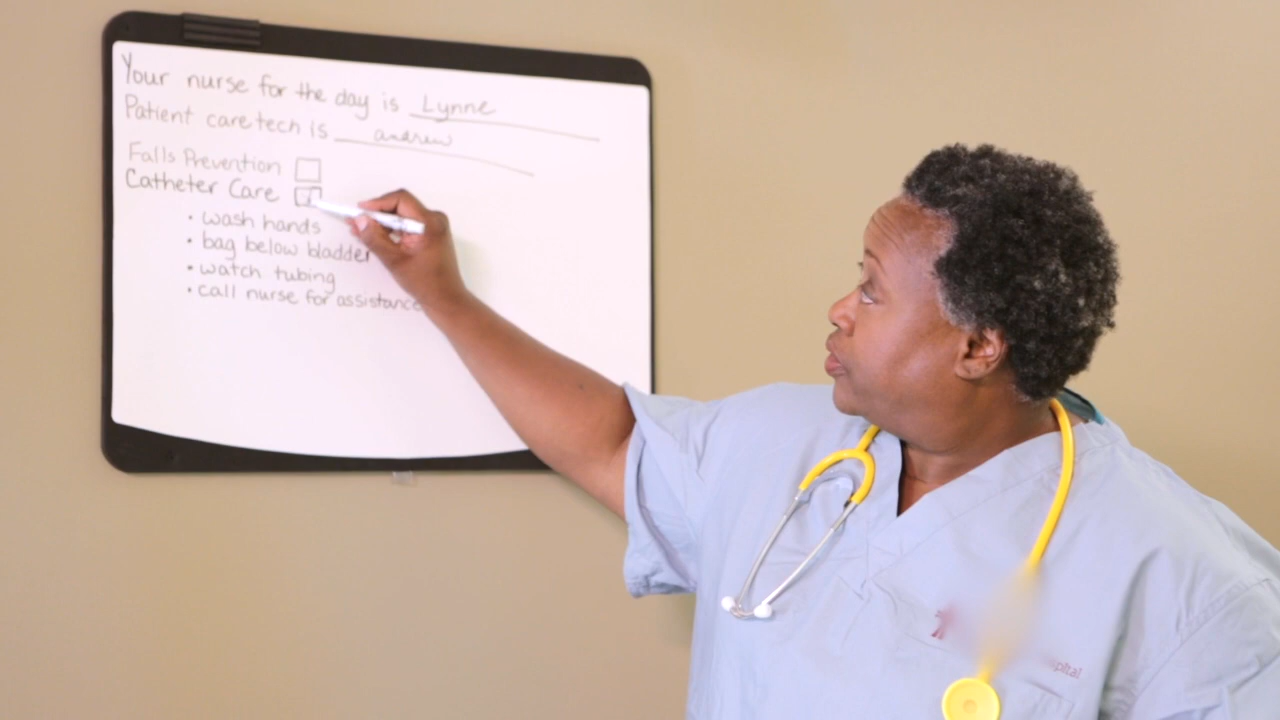 Your nurse for the day is Lynne
Patient care tech is andrew
Falls Prevention
Catheter Care
• wash hands
• bag below bladder
• watch tubing
• call nurse for assistance